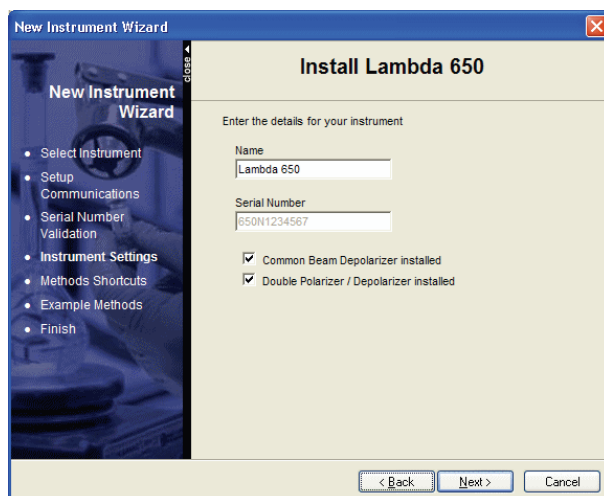 New Instrument Wizard
close
New Instrument
Wizard
• Select Instrument
• Setup
Communications
• Serial Number
Validation
• Instrument Settings
• Methods Shortcuts
• Example Methods
• Finish
Install Lambda 650
Enter the details for your instrument
Name
Lambda 650
Serial Number
650N1234567
Common Beam Depolarizer installed
Double Polarizer / Depolarizer installed
< Back
Next >
Cancel